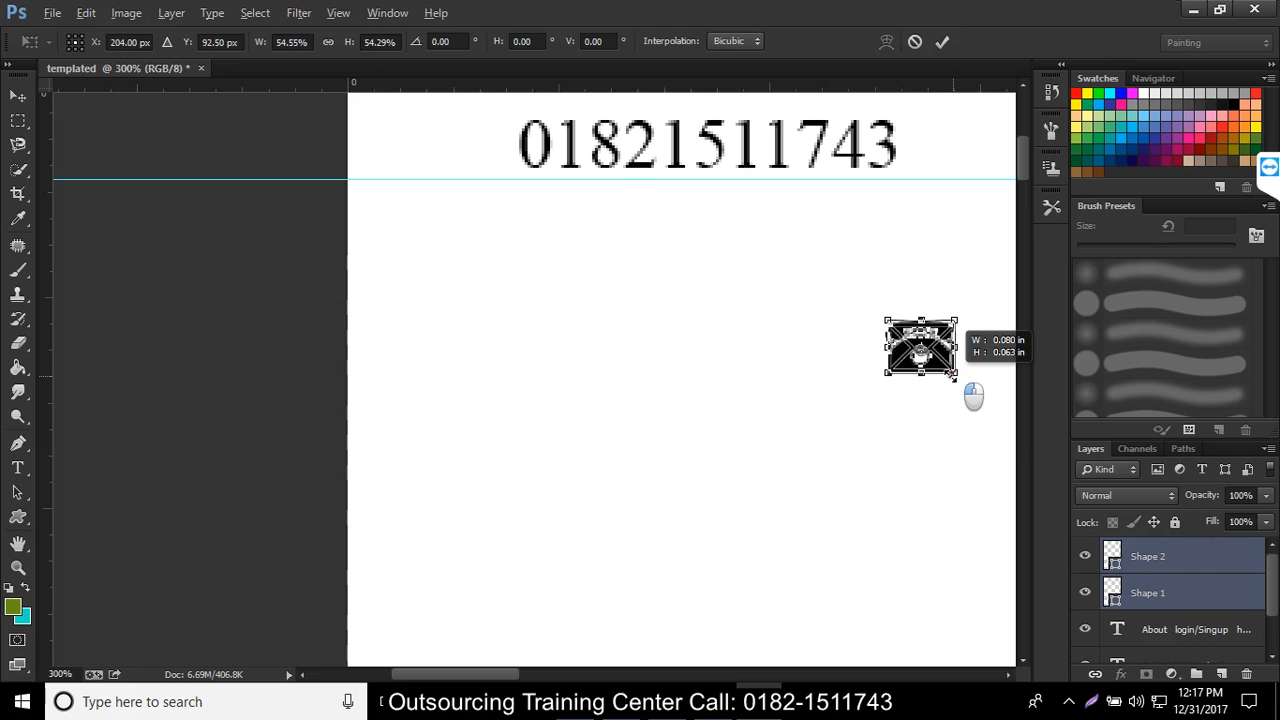 Ps File Edit Image Layer Type Select Filter View Window Help
X: 204.00 px Y: 92.50 px W: 54.55% H: 54.29% 0.00 ° H: 0.00 ° V: 0.00 ° Interpolation: Bicubic Painting
templated @ 300% (RGB/8) * ×
Swatches Navigator
0
01821511743
Brush Presets
Size:
W : 0.080 in
H : 0.063 in
Layers Channels Paths
Kind
Normal Opacity: 100%
Lock: Fill: 100%
Shape 2
Shape 1
T About login/Singup h...
300% Doc: 6.69M/406.8K
Type here to search
Outsourcing Training Center Call: 0182-1511743
12:17 PM
12/31/2017